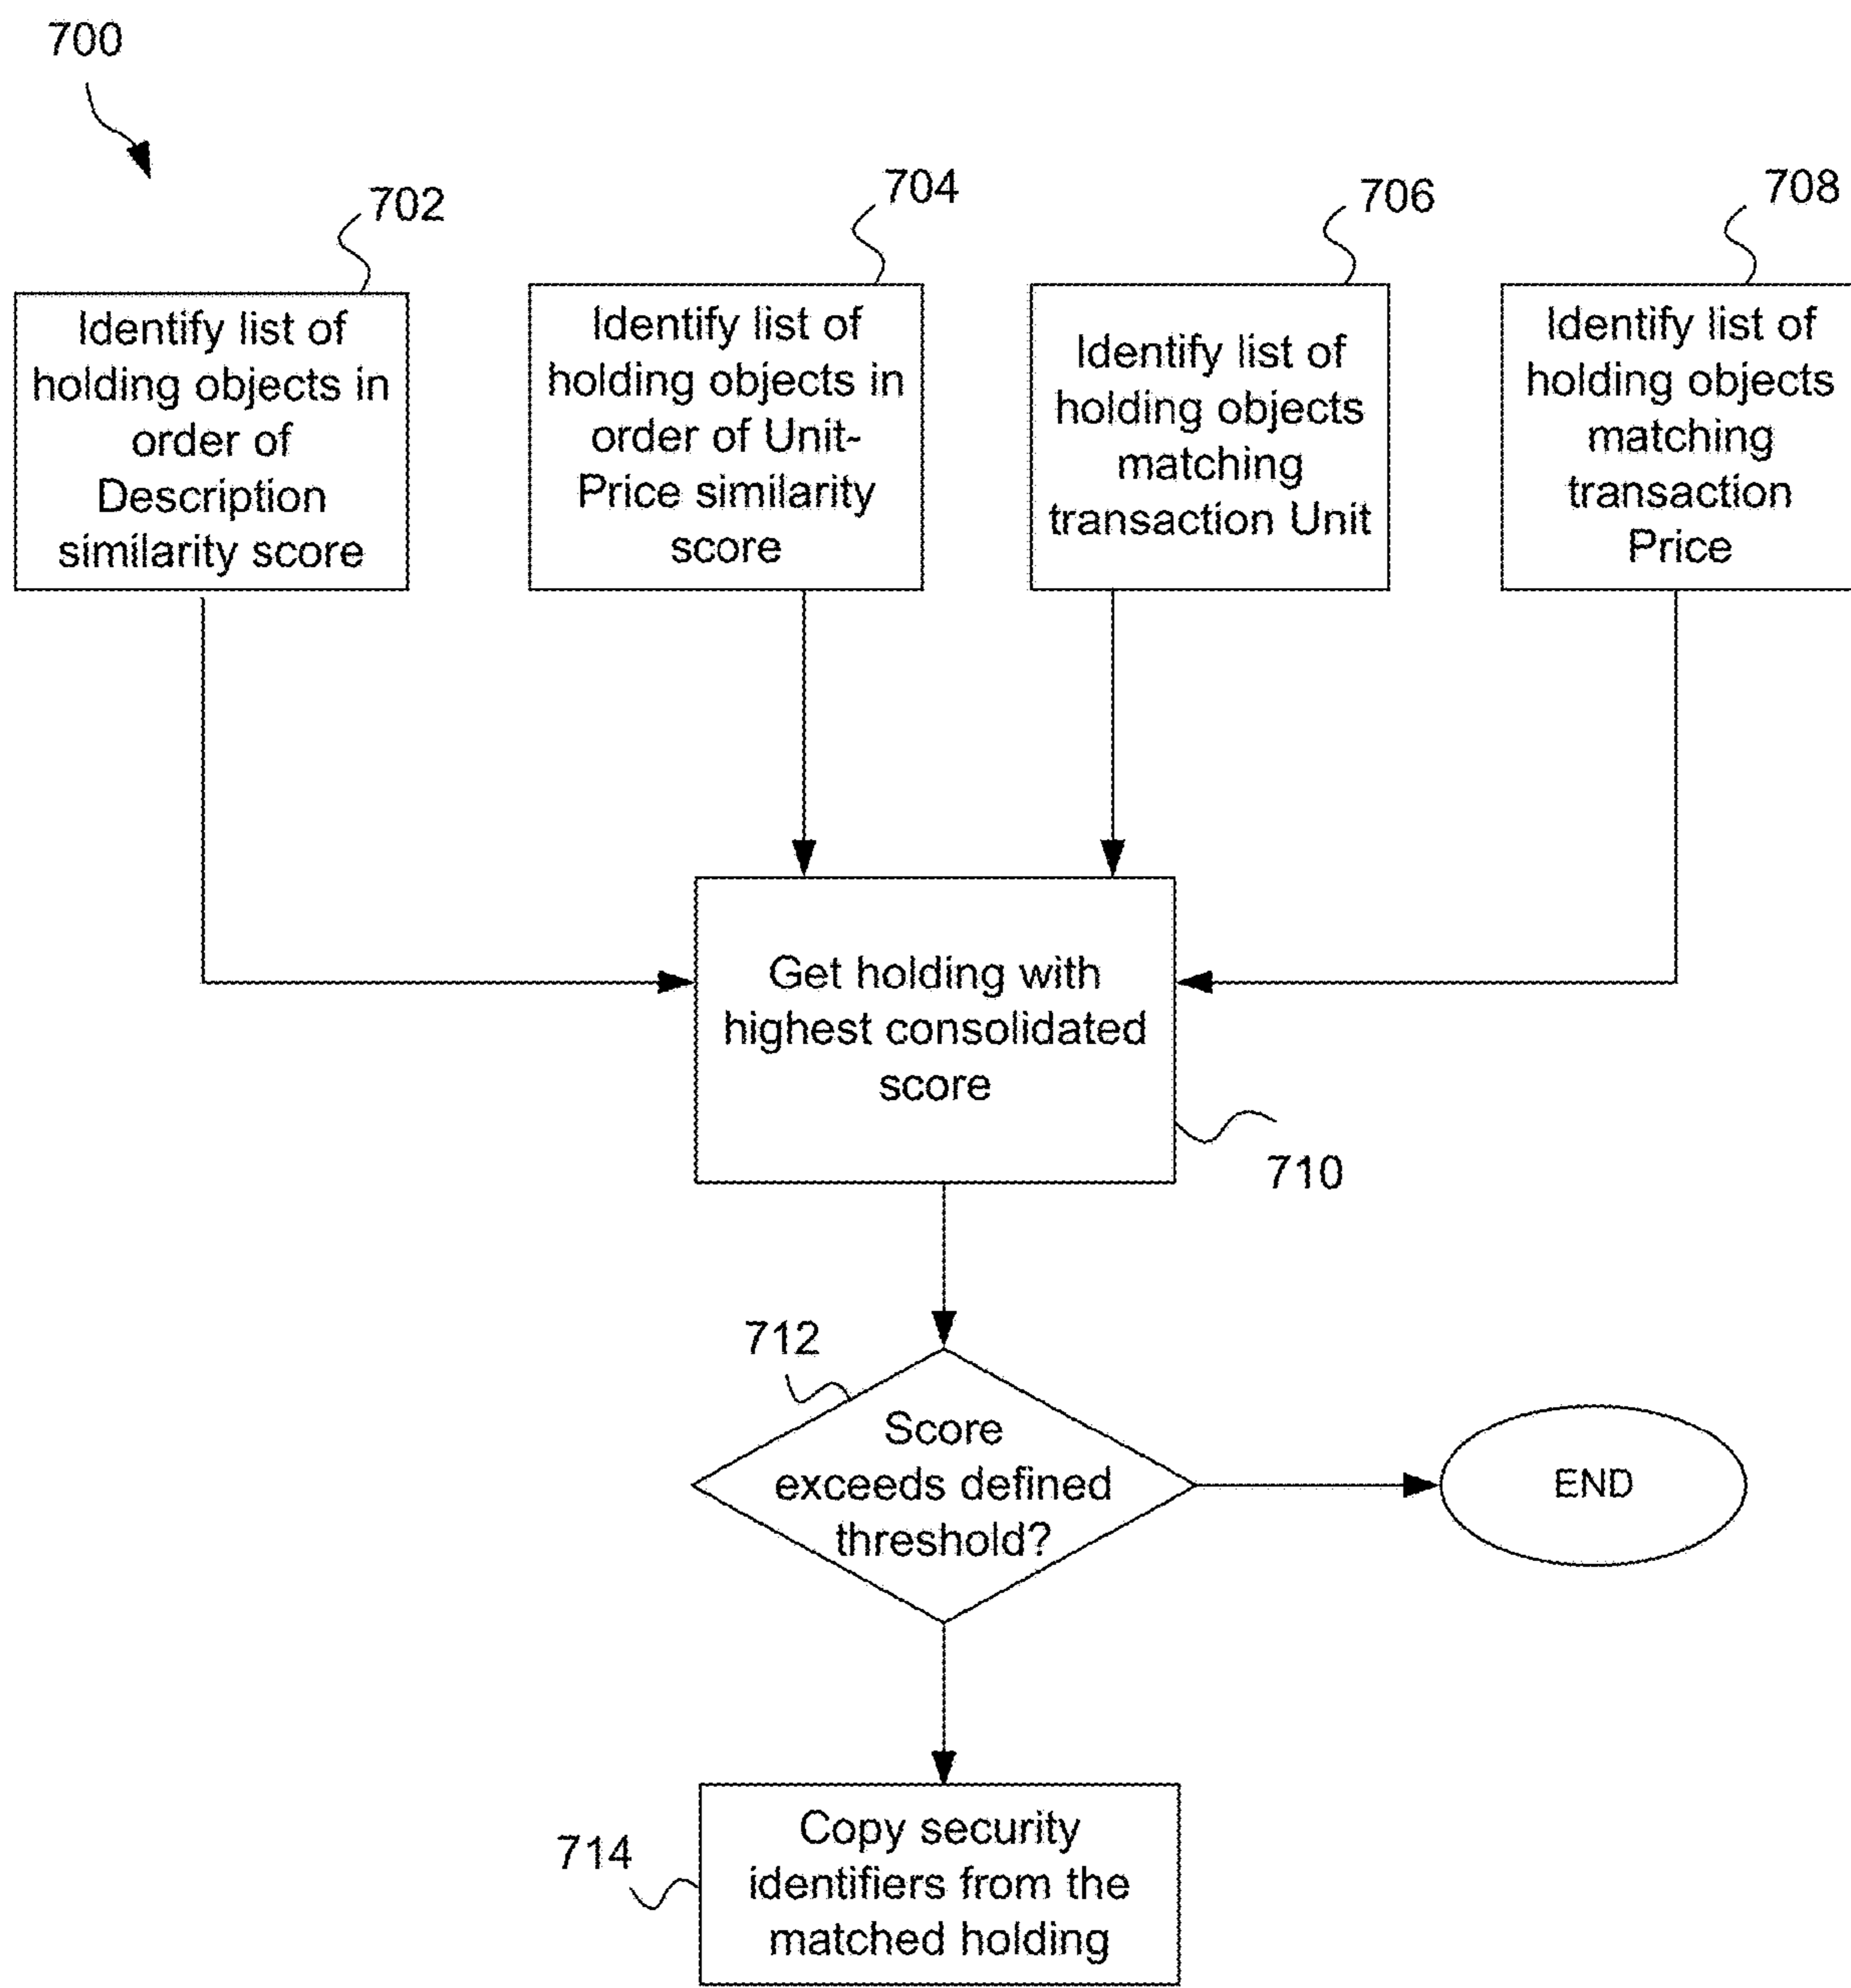 700
702
704
706
708
Identify list of
holding objects in
order of
Description
similarity score
Identify list of
holding objects in
order of Unit-
Price similarity
score
Identify list of
holding objects
matching
transaction Unit
Identify list of
holding objects
matching
transaction
Price
Get holding with
highest consolidated
score
710
712
Score
exceeds defined
threshold?
END
714
Copy security
identifiers from the
matched holding